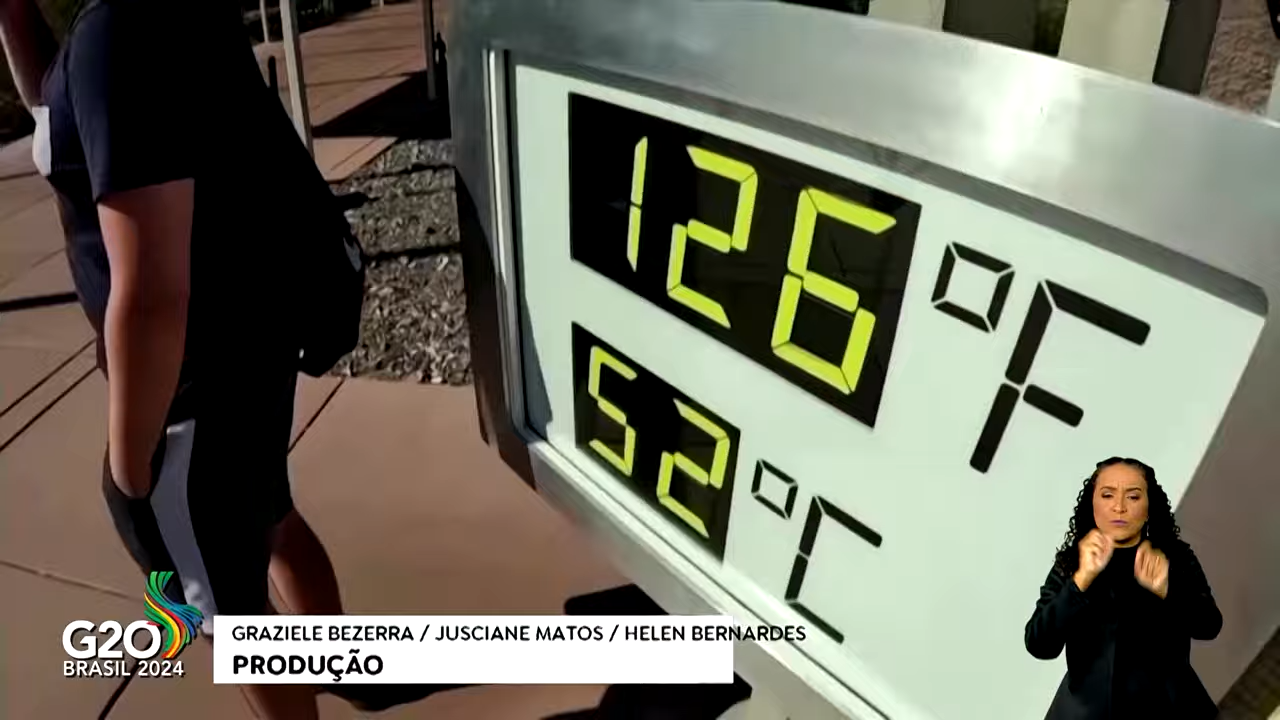 126 °F
52 °C
G20
BRASIL 2024
GRAZIELE BEZERRA / JUSCIANE MATOS / HELEN BERNARDES
PRODUÇÃO